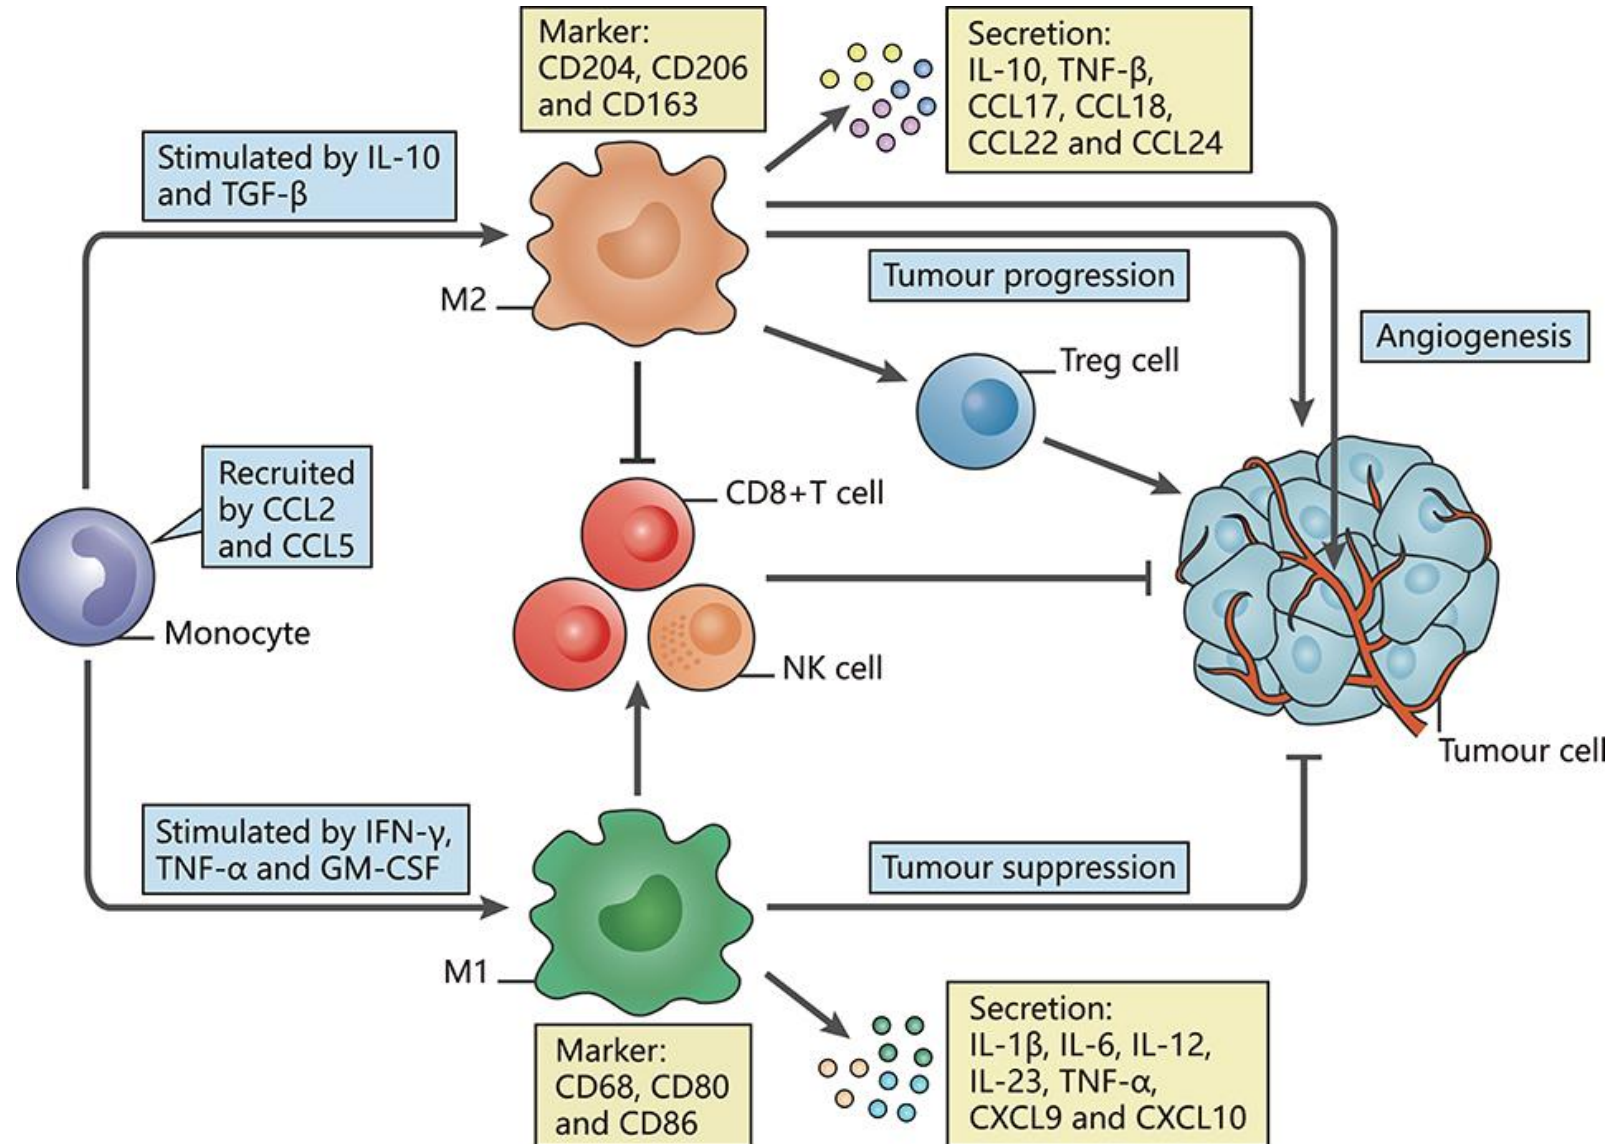 Marker:
CD204, CD206
and CD163
Secretion:
IL-10, TNF-β,
CCL17, CCL18,
CCL22 and CCL24
Stimulated by IL-10
and TGF-β
Tumour progression
M2
Angiogenesis
Treg cell
Recruited
by CCL2
and CCL5
CD8+T cell
Monocyte
NK cell
Tumour cell
Stimulated by IFN-γ,
TNF-α and GM-CSF
Tumour suppression
M1
Marker:
CD68, CD80
and CD86
Secretion:
IL-1β, IL-6, IL-12,
IL-23, TNF-α,
CXCL9 and CXCL10